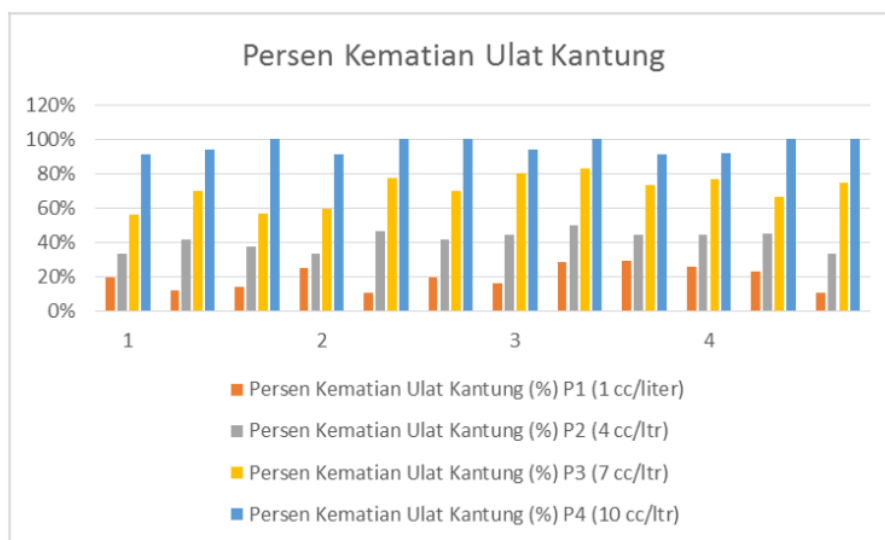 Persen Kematian Ulat Kantung
120%
100%
80%
60%
40%
20%
0%
1 2 3 4
Persen Kematian Ulat Kantung (%) P1 (1 cc/liter)
Persen Kematian Ulat Kantung (%) P2 (4 cc/ltr)
Persen Kematian Ulat Kantung (%) P3 (7 cc/ltr)
Persen Kematian Ulat Kantung (%) P4 (10 cc/ltr)